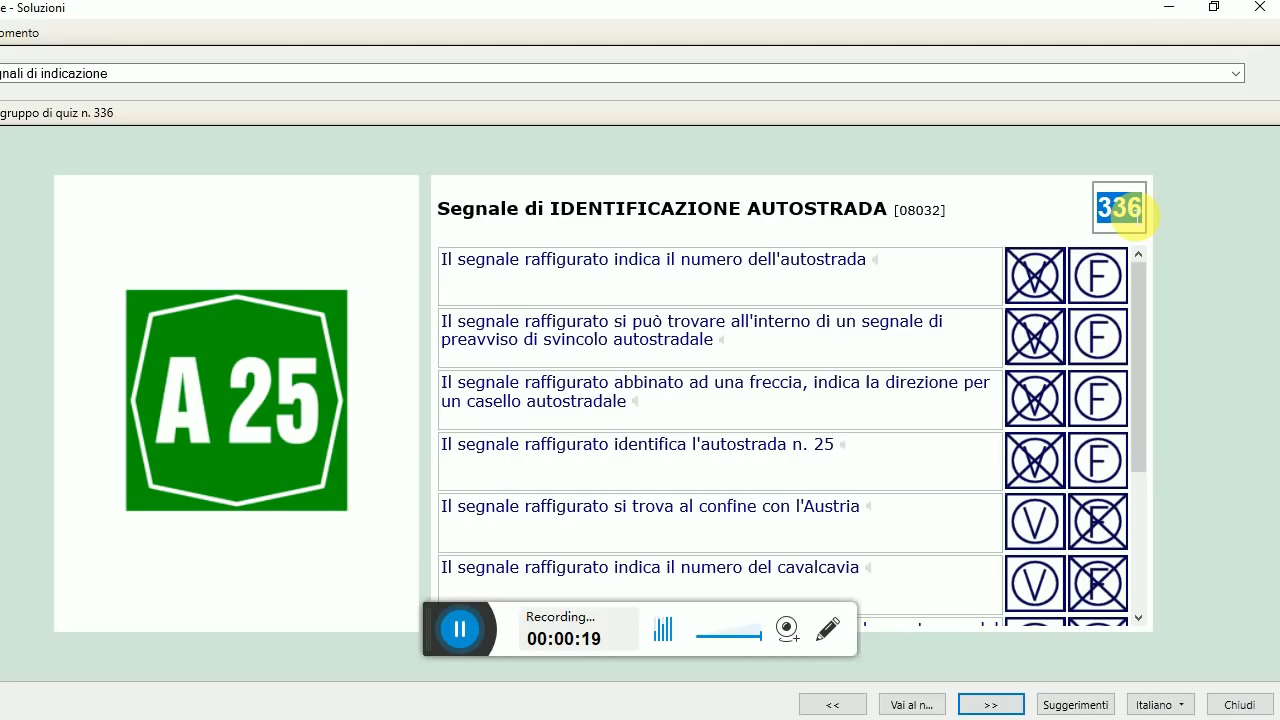 e - Soluzioni
omento
gnali di indicazione
gruppo di quiz n. 336
Segnale di IDENTIFICAZIONE AUTOSTRADA [08032]
336
A 25
Il segnale raffigurato indica il numero dell'autostrada
V F
Il segnale raffigurato si può trovare all'interno di un segnale di
preavviso di svincolo autostradale
V F
Il segnale raffigurato abbinato ad una freccia, indica la direzione per
un casello autostradale
V F
Il segnale raffigurato identifica l'autostrada n. 25
V F
Il segnale raffigurato si trova al confine con l'Austria
V F
Il segnale raffigurato indica il numero del cavalcavia
V F
Recording...
00:00:19
<< Vai al n... >> Suggerimenti Italiano Chiudi